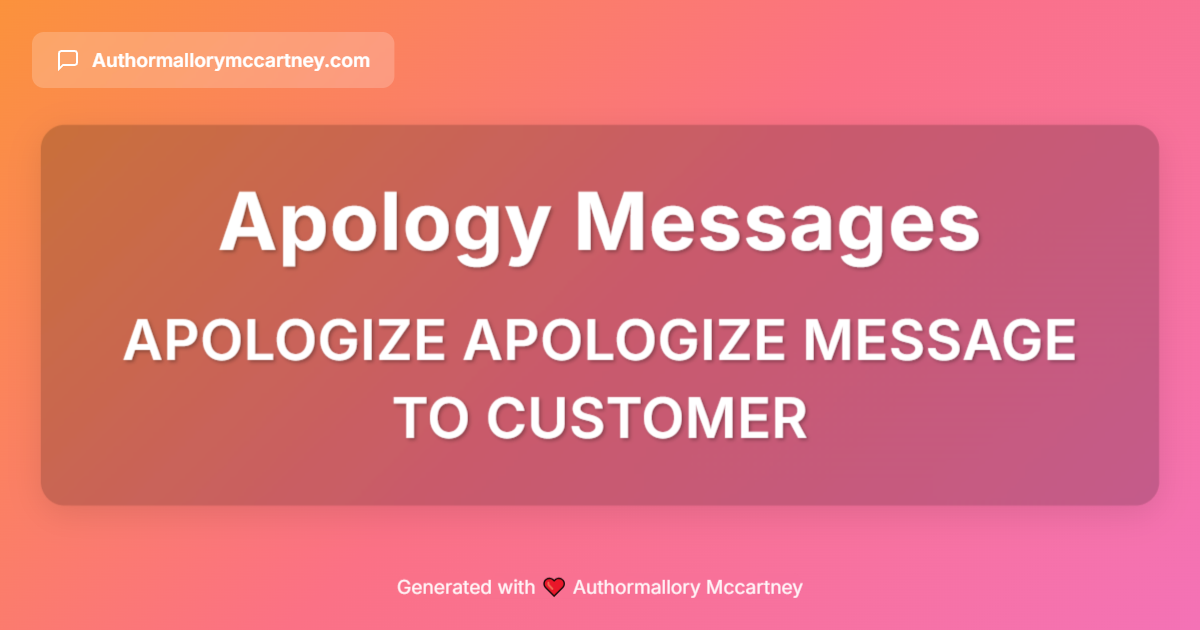 Authormallorymccartney.com
Apology Messages
APOLOGIZE APOLOGIZE MESSAGE
TO CUSTOMER
Generated with ❤️ Authormallory Mccartney